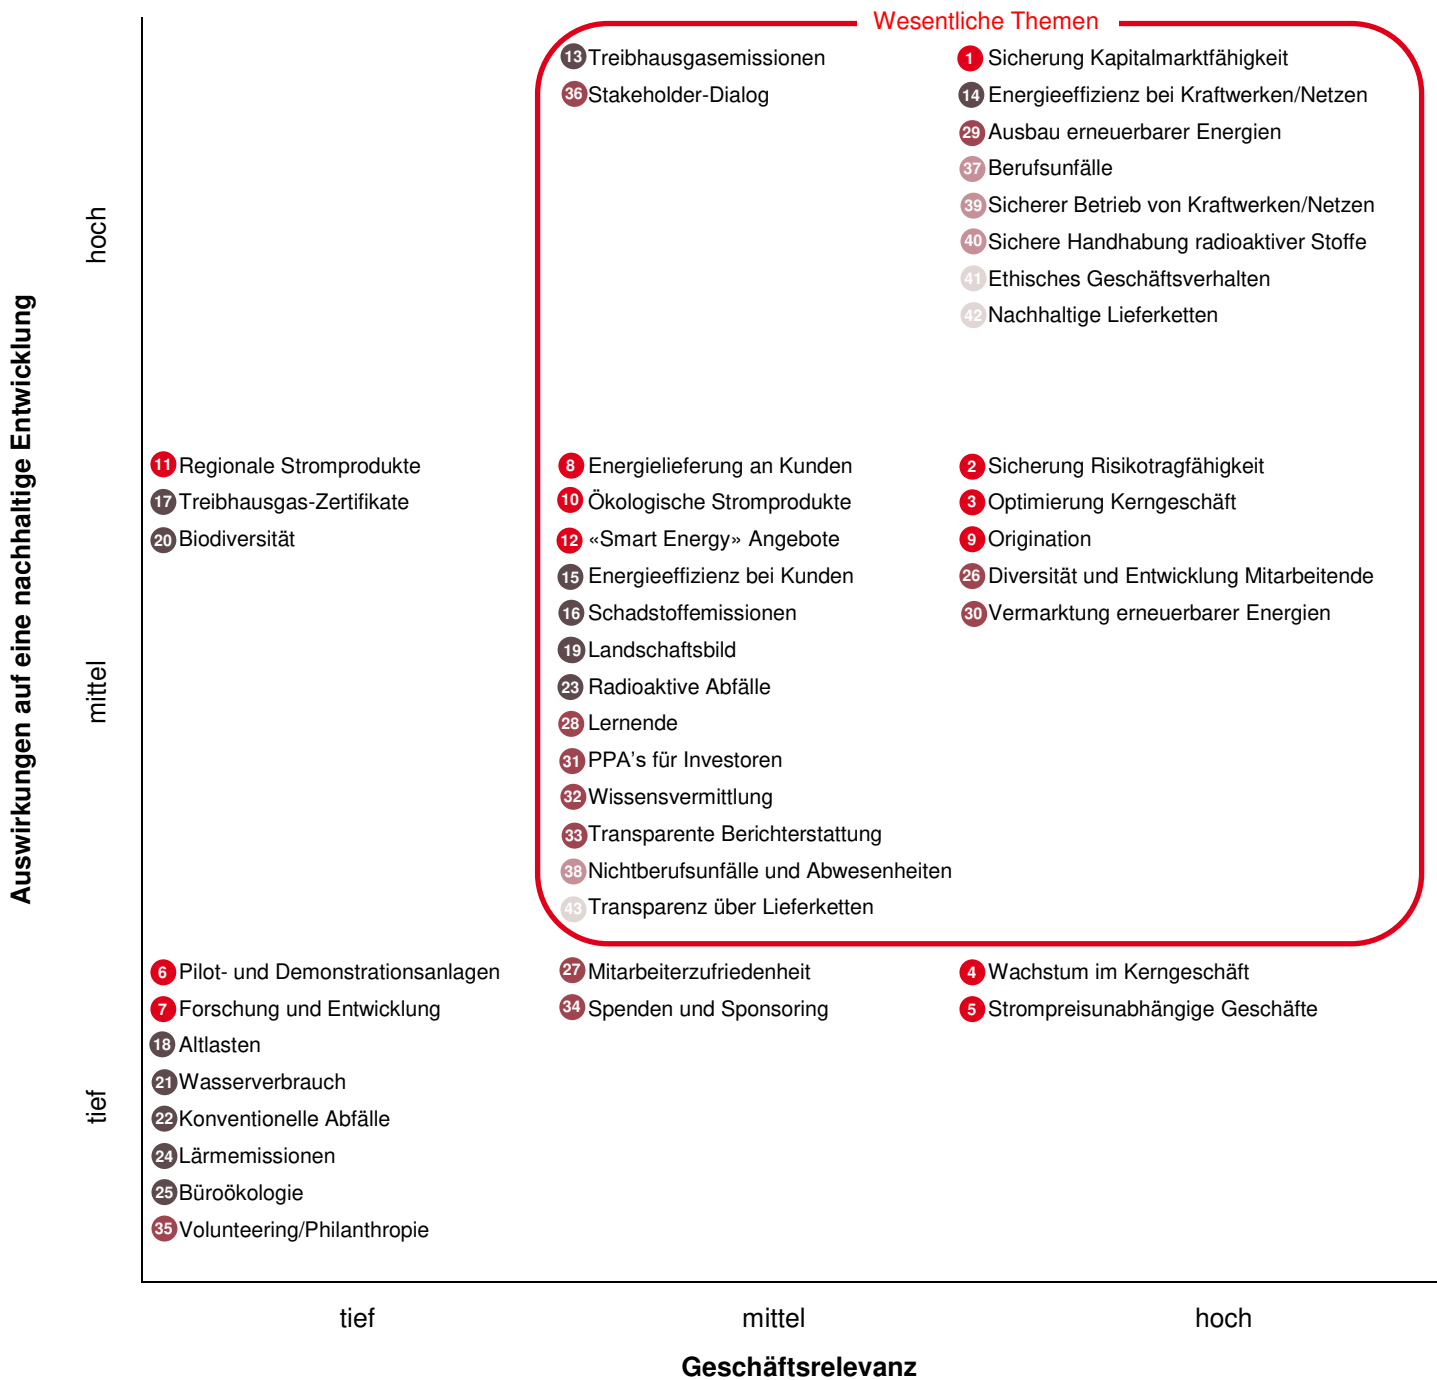 Wesentliche Themen
13 Treibhausgasemissionen
36 Stakeholder-Dialog
1 Sicherung Kapitalmarktfähigkeit
14 Energieeffizienz bei Kraftwerken/Netzen
29 Ausbau erneuerbarer Energien
37 Berufsunfälle
39 Sicherer Betrieb von Kraftwerken/Netzen
40 Sichere Handhabung radioaktiver Stoffe
41 Ethisches Geschäftsverhalten
42 Nachhaltige Lieferketten
hoch
Auswirkungen auf eine nachhaltige Entwicklung
11 Regionale Stromprodukte
17 Treibhausgas-Zertifikate
20 Biodiversität
8 Energielieferung an Kunden
10 Ökologische Stromprodukte
12 «Smart Energy» Angebote
15 Energieeffizienz bei Kunden
16 Schadstoffemissionen
19 Landschaftsbild
23 Radioaktive Abfälle
28 Lernende
31 PPA's für Investoren
32 Wissensvermittlung
33 Transparente Berichterstattung
38 Nichtberufsunfälle und Abwesenheiten
43 Transparenz über Lieferketten
2 Sicherung Risikotragfähigkeit
3 Optimierung Kerngeschäft
9 Origination
26 Diversität und Entwicklung Mitarbeitende
30 Vermarktung erneuerbarer Energien
mittel
6 Pilot- und Demonstrationsanlagen
7 Forschung und Entwicklung
18 Altlasten
21 Wasserverbrauch
22 Konventionelle Abfälle
24 Lärmemissionen
25 Büroökologie
35 Volunteering/Philanthropie
27 Mitarbeiterzufriedenheit
34 Spenden und Sponsoring
4 Wachstum im Kerngeschäft
5 Strompreisunabhängige Geschäfte
tief
tief
mittel
hoch
Geschäftsrelevanz